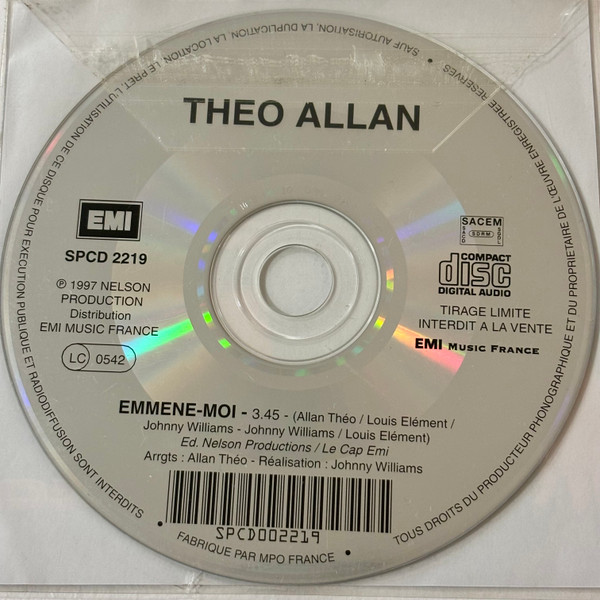 TOUS DROITS DU PRODUCTEUR PHONOGRAPHIQUE ET DU PROPRIETAIRE DE L'ŒUVRE ENREGISTREE RESERVES • SAUF AUTORISATION, LA DUPLICATION, LA LOCATION, LE PRET, L'UTILISATION DE CE DISQUE POUR EXECUTION PUBLIQUE ET RADIODIFFUSION SONT INTERDITS •
THEO ALLAN
EMI
SPCD 2219
℗ 1997 NELSON
PRODUCTION
Distribution
EMI MUSIC FRANCE
LC 0542
SACEM
SACD
SDRM
SGDL
COMPACT
disc
DIGITAL AUDIO
TIRAGE LIMITE
INTERDIT A LA VENTE
EMI MUSIC FRANCE
EMMENE-MOI - 3.45 - (Allan Théo / Louis Elément /
Johnny Williams - Johnny Williams / Louis Elément)
Ed. Nelson Productions / Le Cap Emi
Arrgts : Allan Théo - Réalisation : Johnny Williams
SPCD002219
FABRIQUE PAR MPO FRANCE •